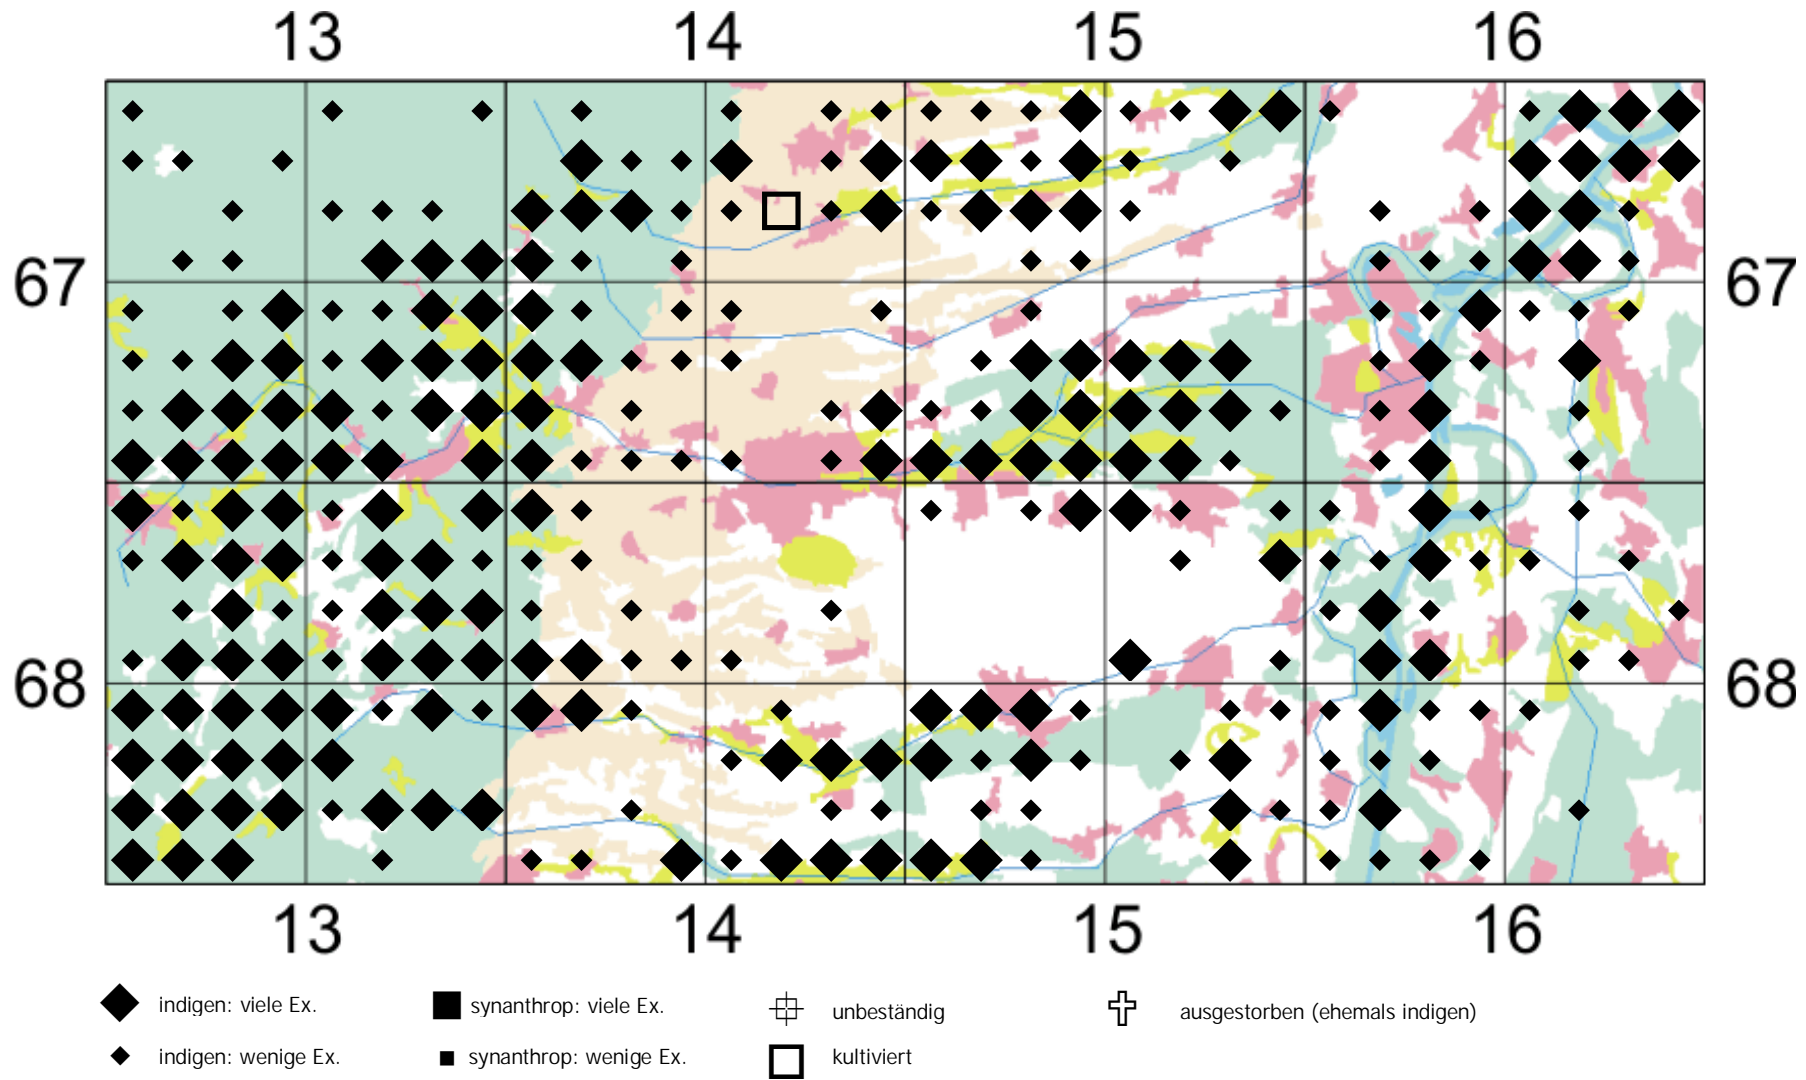 13 14 15 16
67 67
68 68
13 14 15 16
indigen: viele Ex. synanthrop: viele Ex. unbeständig ausgestorben (ehemals indigen)
indigen: wenige Ex. synanthrop: wenige Ex. kultiviert